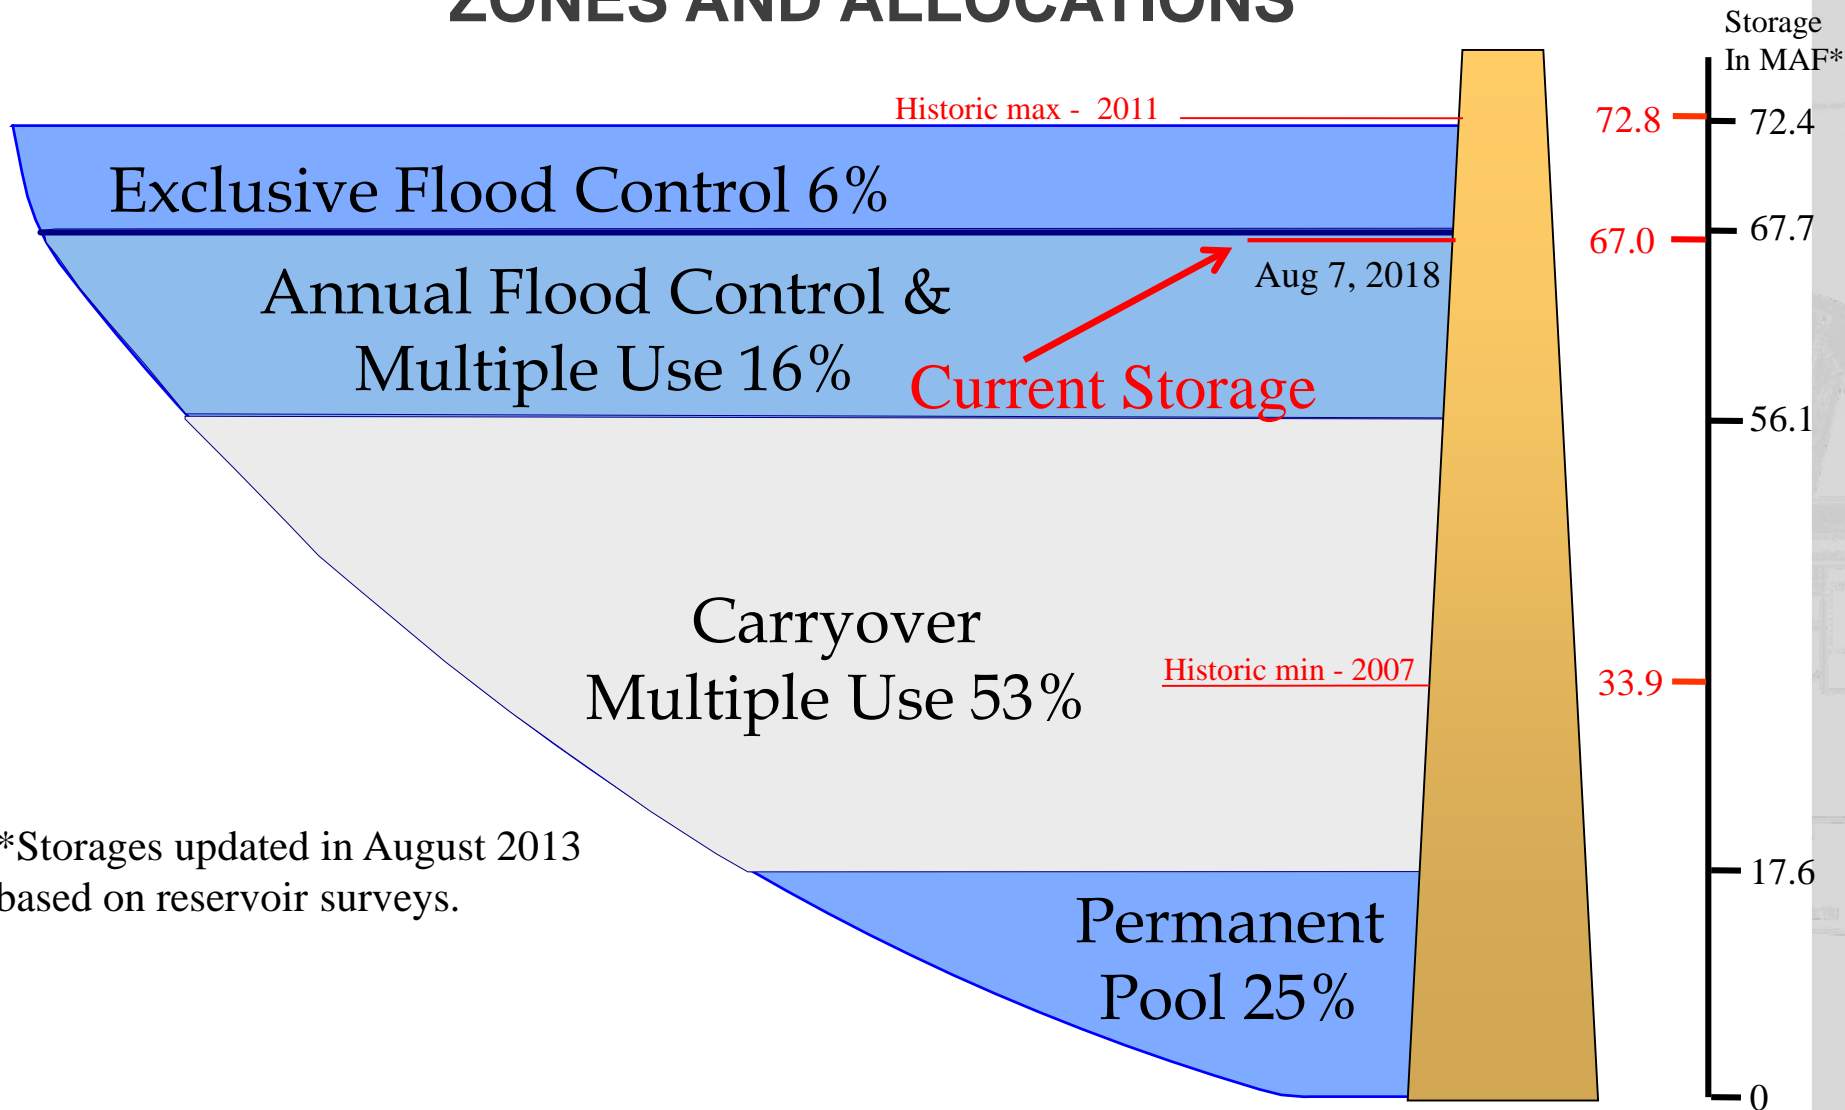 ZONES AND ALLOCATIONS
Storage
In MAF*
Historic max -  2011
72.8
72.4
Exclusive Flood Control 6%
67.7
67.0
Aug 7, 2018
Annual Flood Control &
Multiple Use 16%
Current Storage
56.1
Carryover
Multiple Use 53%
Historic min - 2007
33.9
*Storages updated in August 2013
based on reservoir surveys.
17.6
Permanent
Pool 25%
0